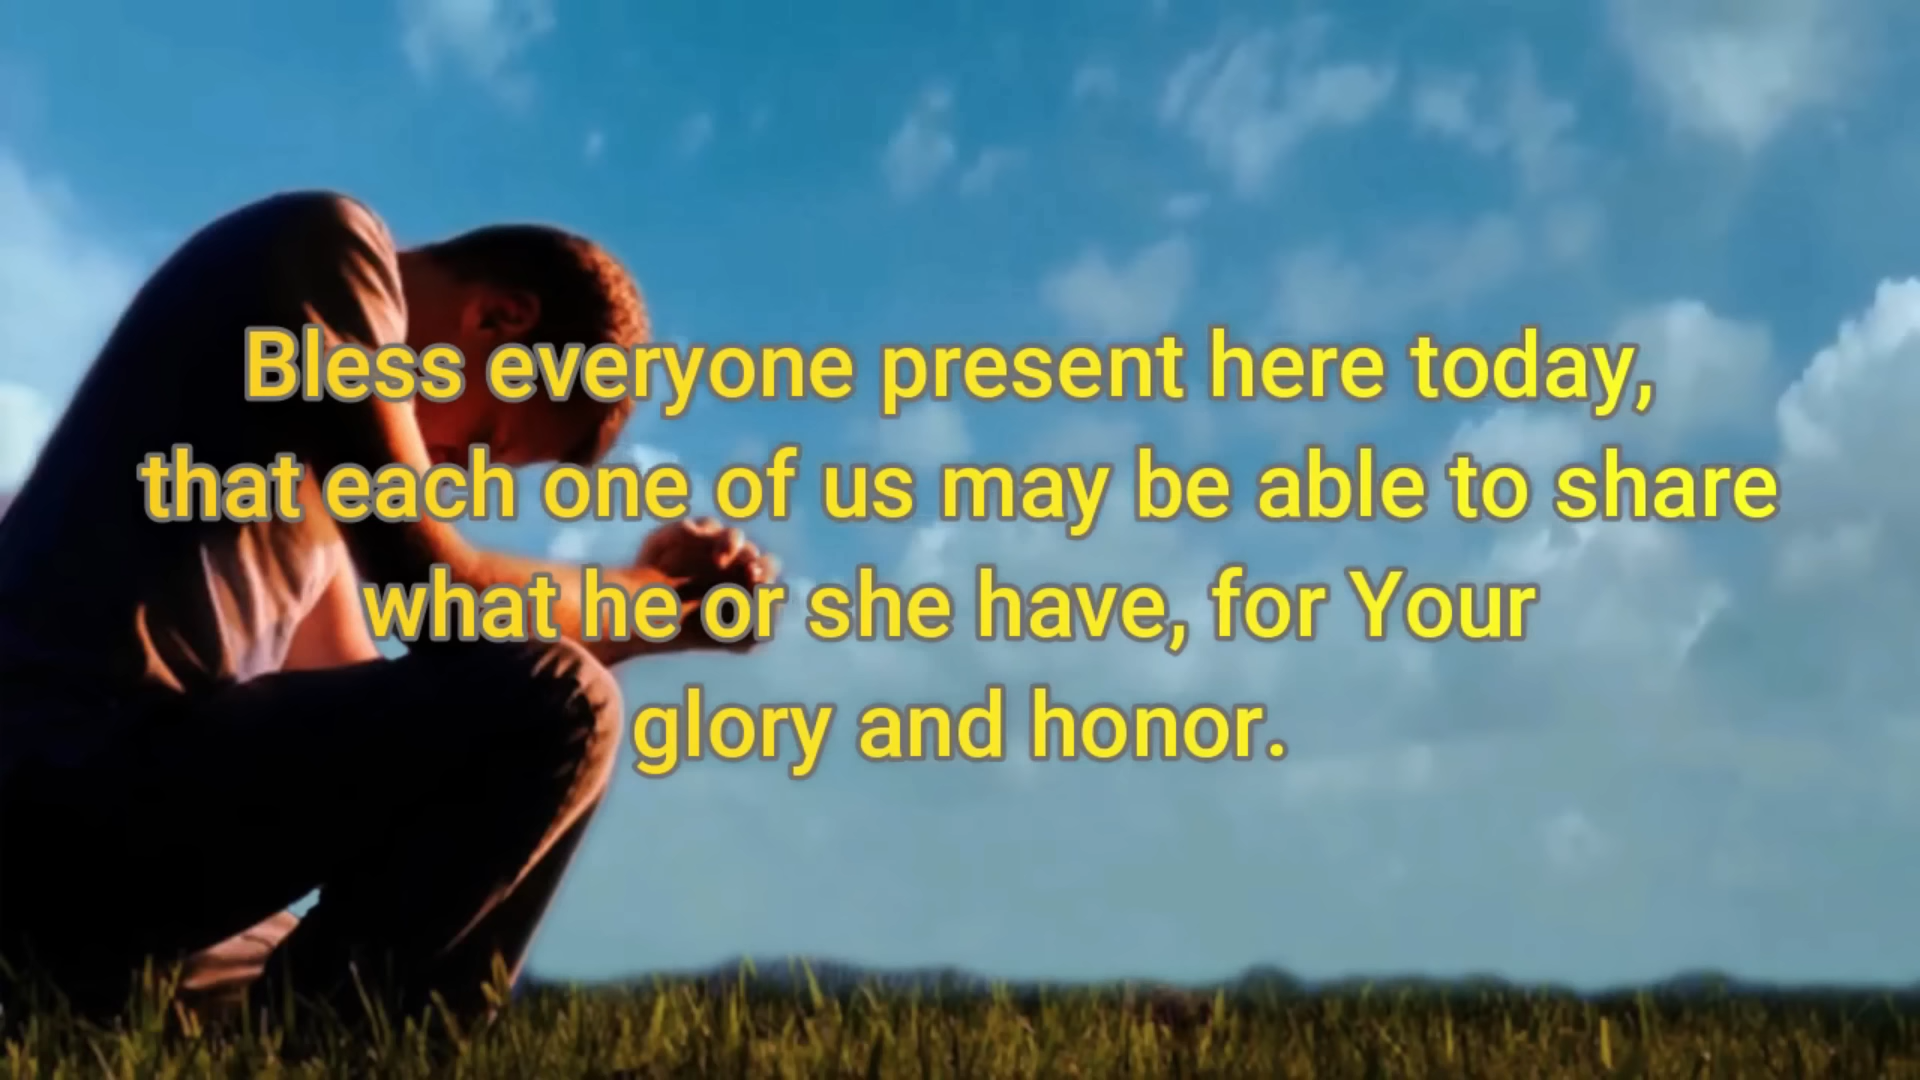 Bless everyone present here today,
that each one of us may be able to share
what he or she have, for Your
glory and honor.